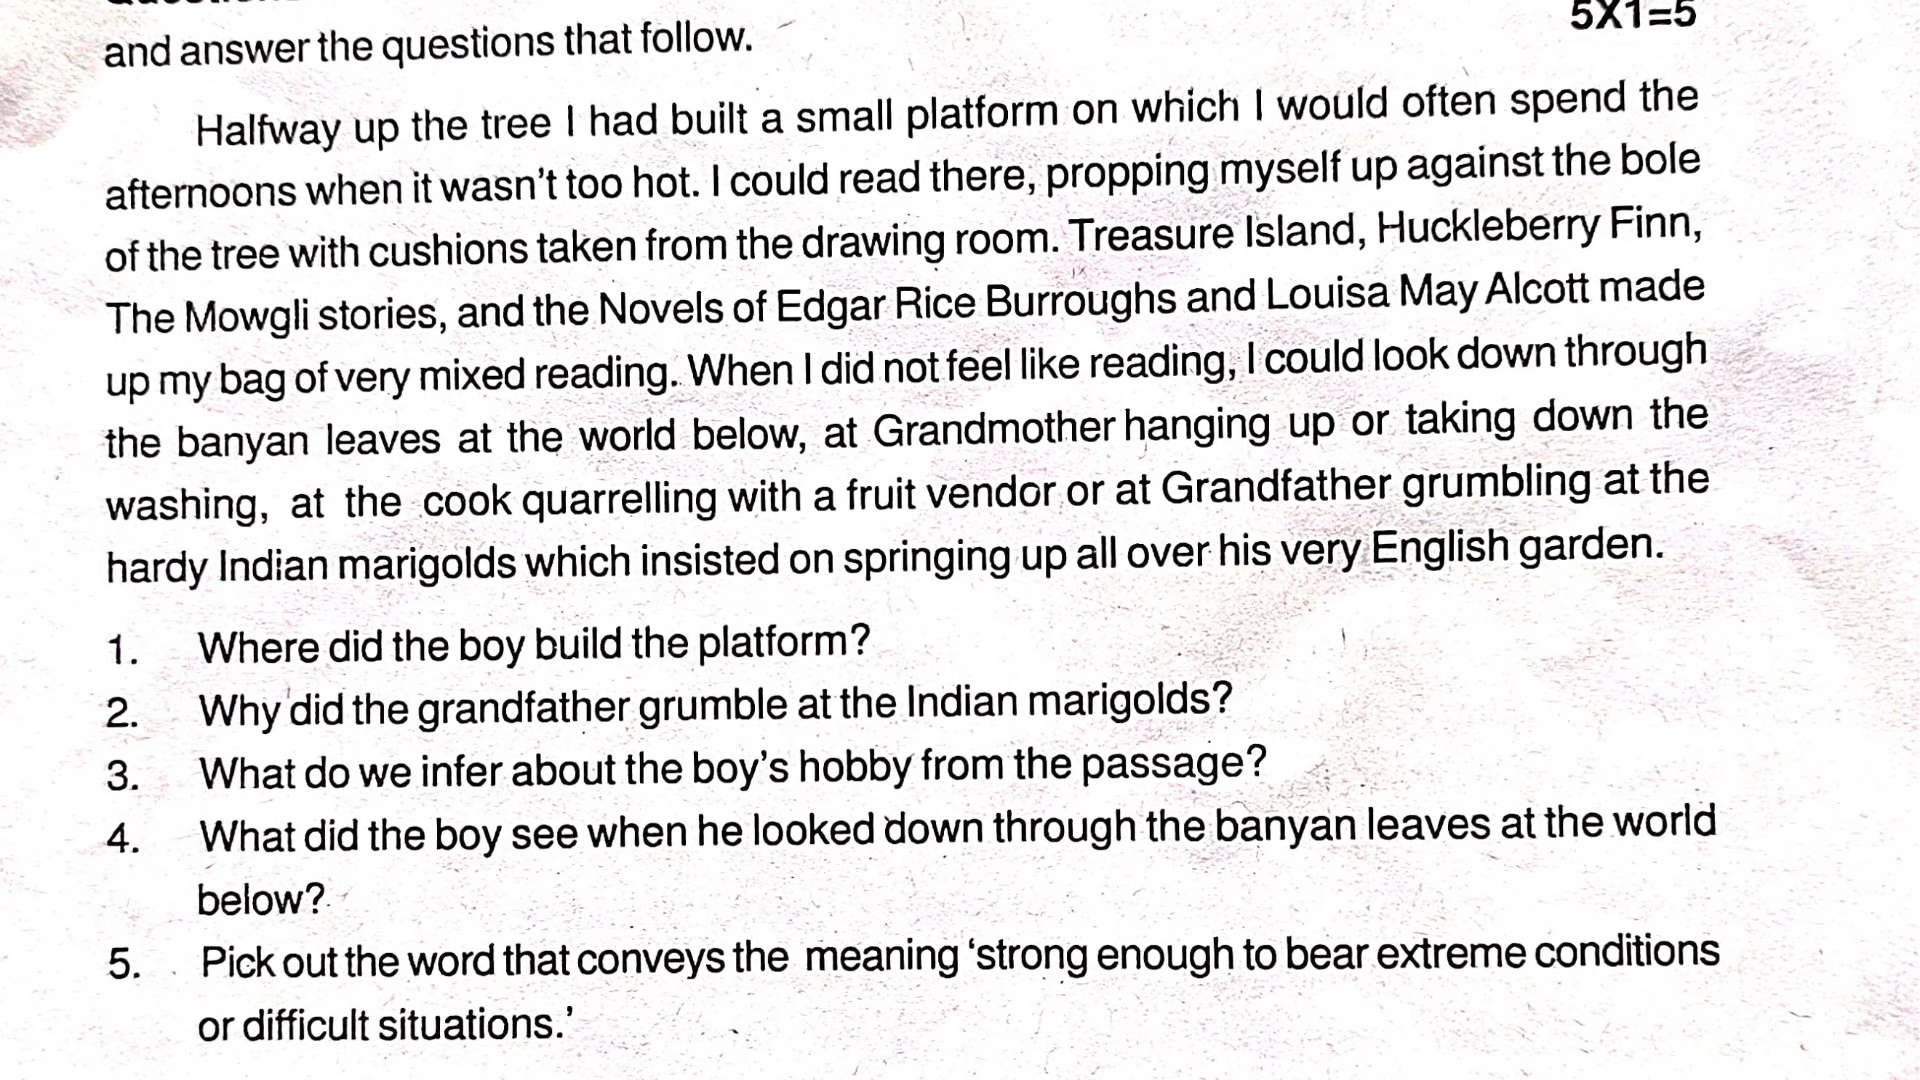 5X1=5
and answer the questions that follow.
Halfway up the tree I had built a small platform on which I would often spend the
afternoons when it wasn't too hot. I could read there, propping myself up against the bole
of the tree with cushions taken from the drawing room. Treasure Island, Huckleberry Finn,
The Mowgli stories, and the Novels of Edgar Rice Burroughs and Louisa May Alcott made
up my bag of very mixed reading. When I did not feel like reading, I could look down through
the banyan leaves at the world below, at Grandmother hanging up or taking down the
washing, at the cook quarrelling with a fruit vendor or at Grandfather grumbling at the
hardy Indian marigolds which insisted on springing up all over his very English garden.
1. Where did the boy build the platform?
2. Why did the grandfather grumble at the Indian marigolds?
3. What do we infer about the boy's hobby from the passage?
4. What did the boy see when he looked down through the banyan leaves at the world
below?
5. Pick out the word that conveys the meaning ‘strong enough to bear extreme conditions
or difficult situations.’